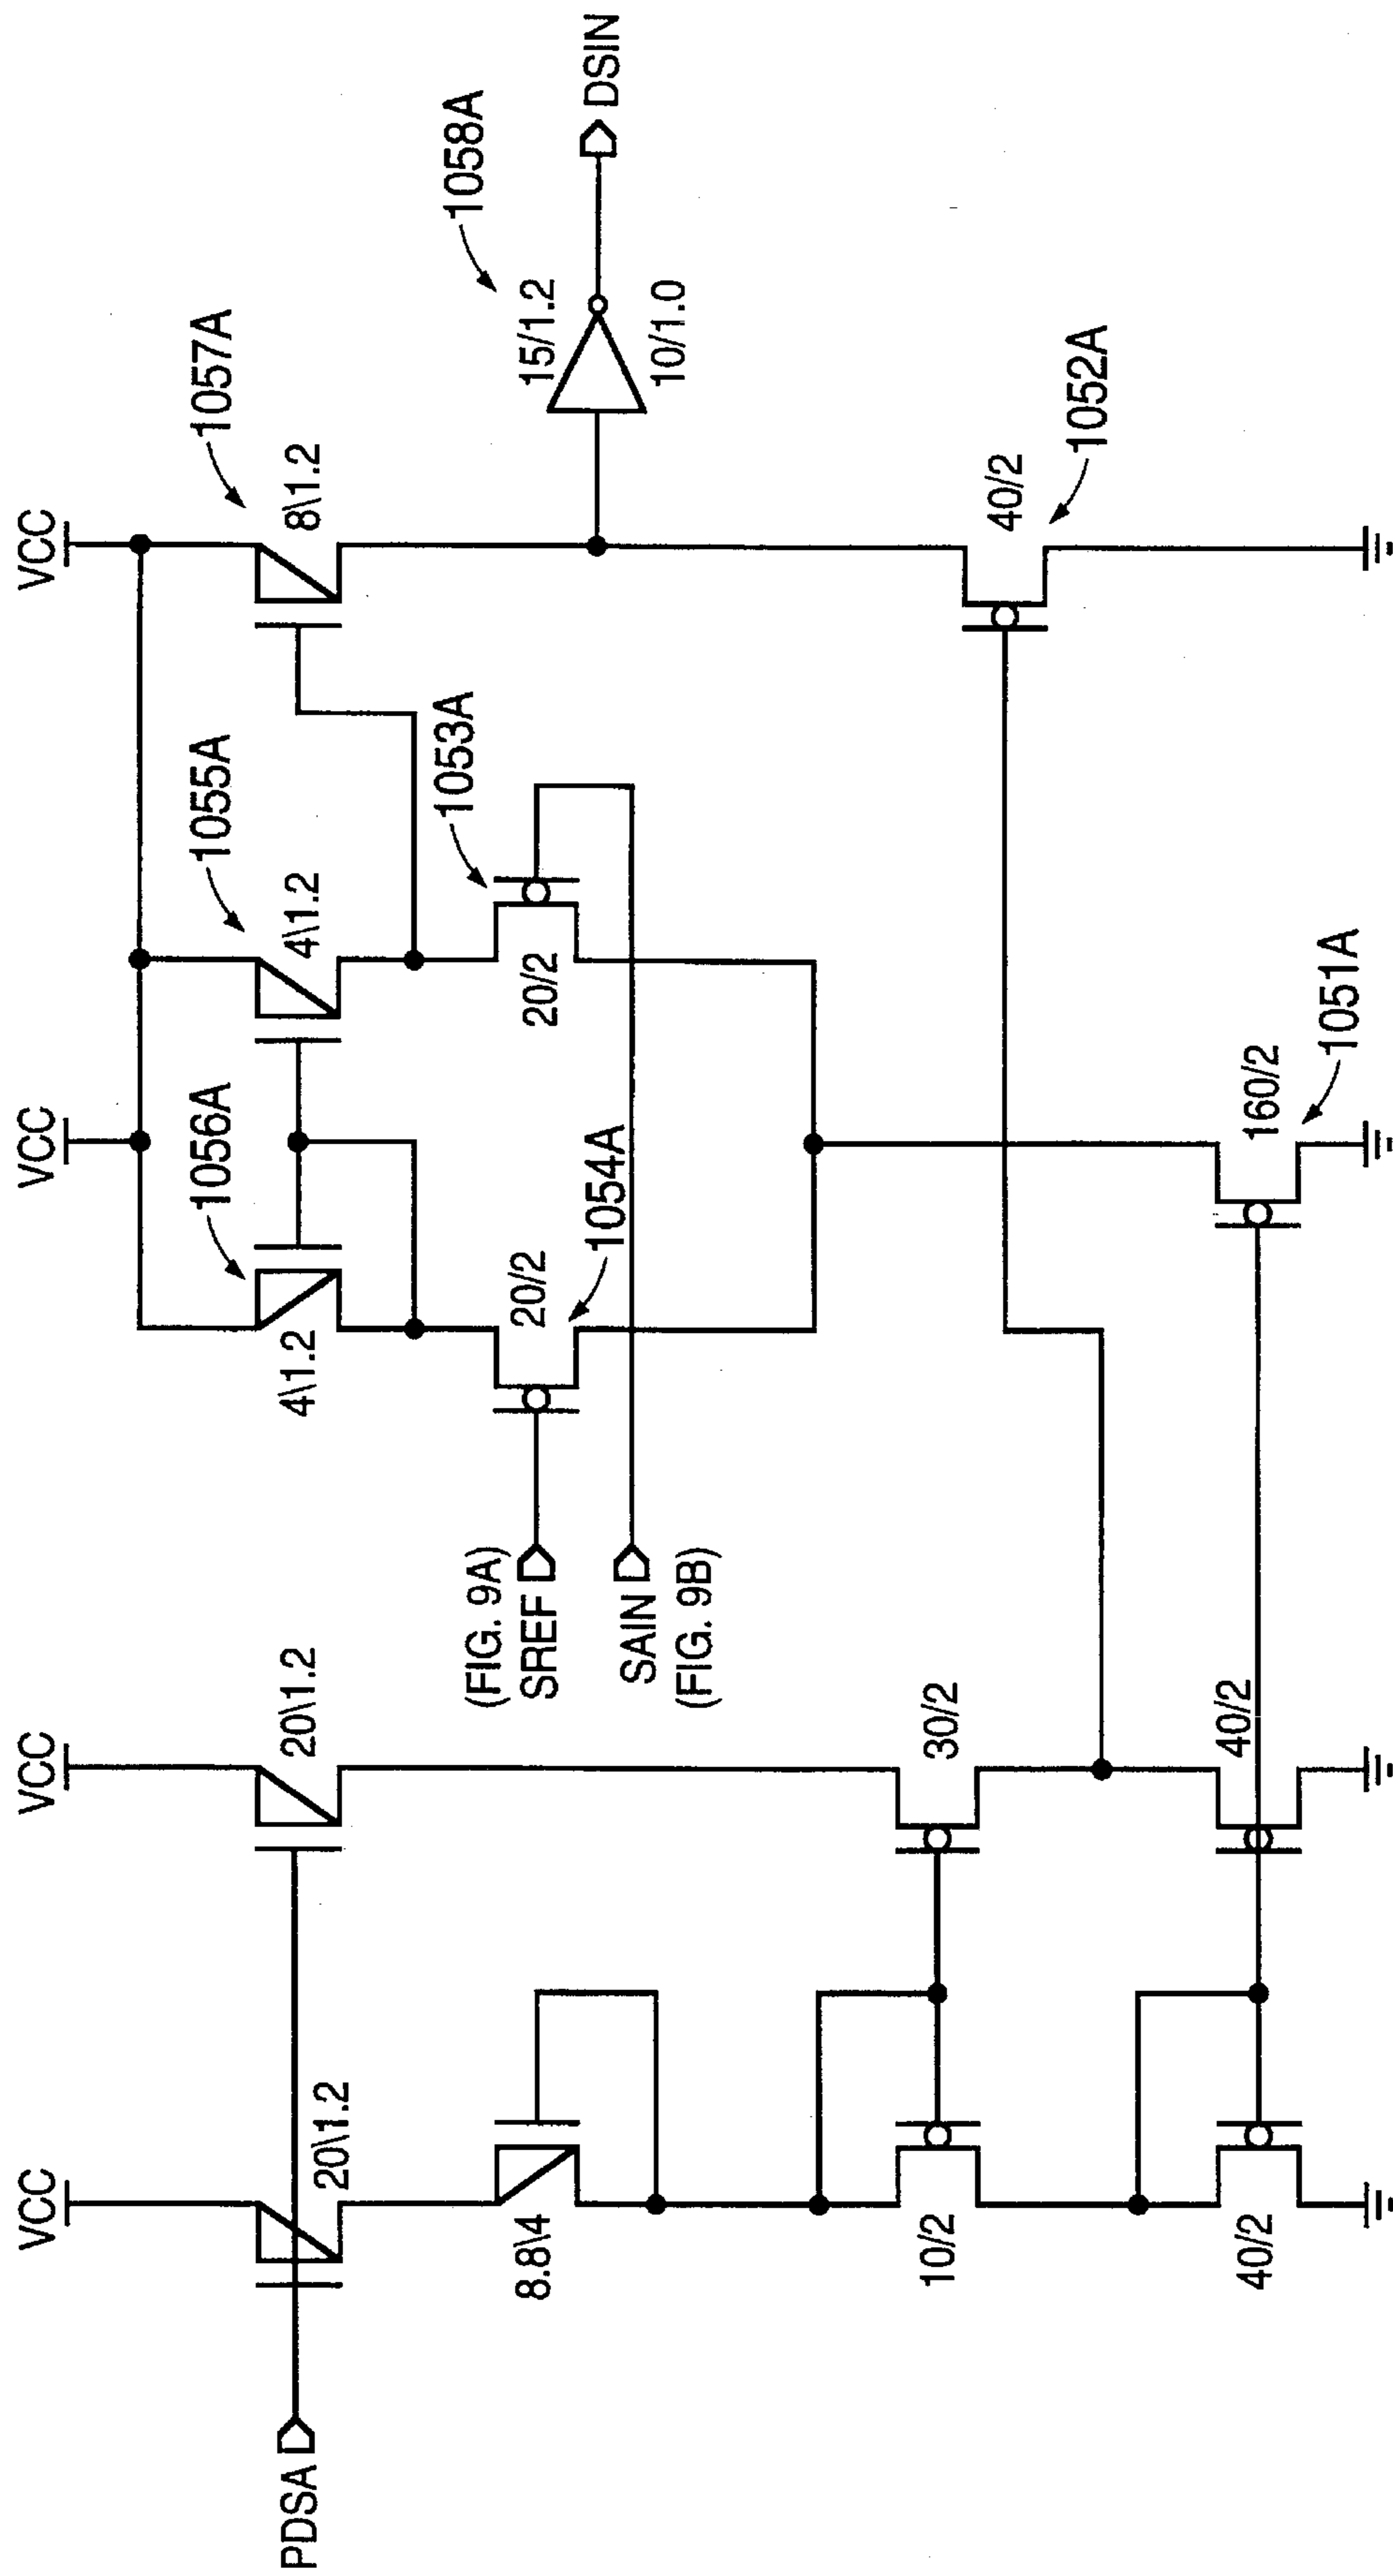 VCC
VCC
VCC
VCC
PDSA
20\1.2
20\1.2
8.8\4
10/2
30/2
40/2
40/2
(FIG. 9A)
SREF
SAIN
(FIG. 9B)
1056A
4\1.2
1055A
4\1.2
1057A
8\1.2
20/2
1054A
1053A
20/2
1058A
15/1.2
10/1.0
DSIN
40/2
1052A
160/2
1051A